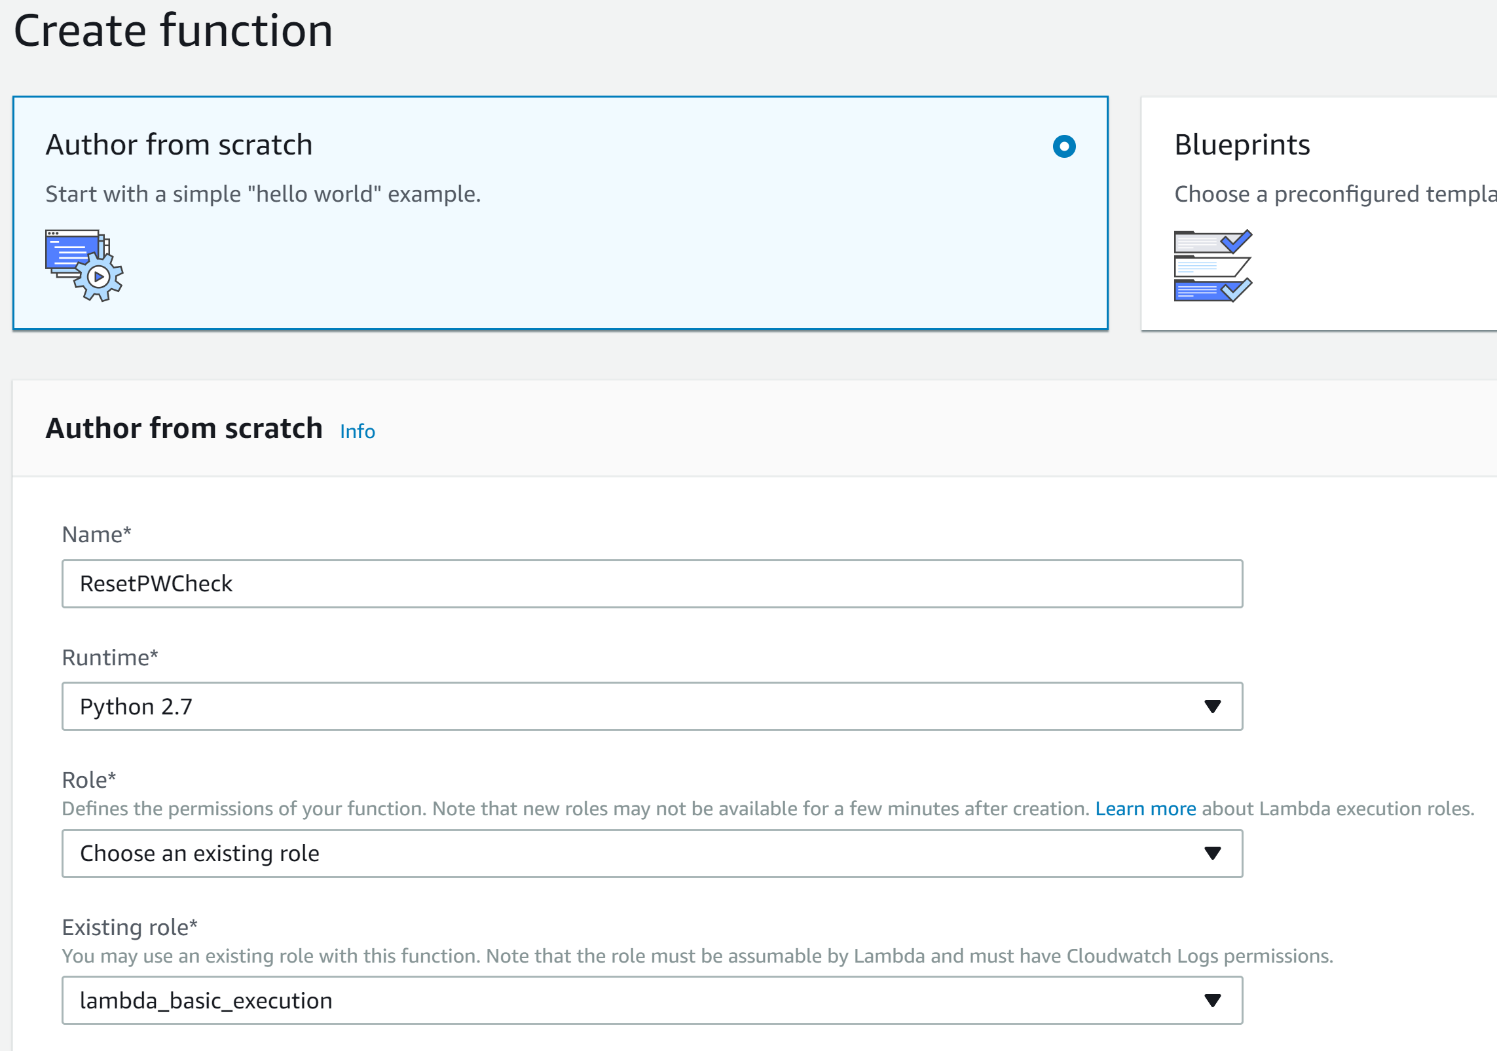 Create function
Author from scratch
Start with a simple "hello world" example.
Blueprints
Choose a preconfigured
Author from scratch Info
Name*
ResetPWCheck
Runtime*
Python 2.7
Role*
Defines the permissions of your function. Note that new roles may not be available for a few minutes after creation. Learn more about Lambda execution roles.
Choose an existing role
Existing role*
You may use an existing role with this function. Note that the role must be assumable by Lambda and must have Cloudwatch Logs permissions.
lambda_basic_execution